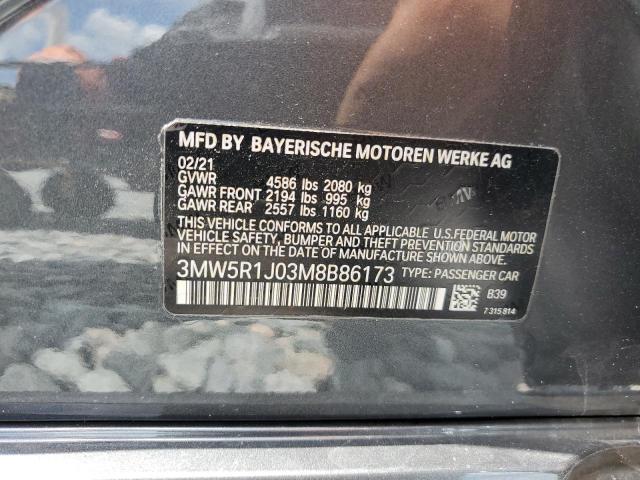 MFD BY BAYERISCHE MOTOREN WERKE AG
02/21
GVWR 4586 lbs 2080 kg
GAWR FRONT 2194 lbs 995 kg
GAWR REAR 2557 lbs 1160 kg
THIS VEHICLE CONFORMS TO ALL APPLICABLE U.S.FEDERAL MOTOR
VEHICLE SAFETY, BUMPER, AND THEFT PREVENTION STANDARDS
IN EFFECT ON THE DATE OF MANUFACTURE SHOWN ABOVE.
3MW5R1J03M8B86173 TYPE: PASSENGER CAR
B39
7 315 814